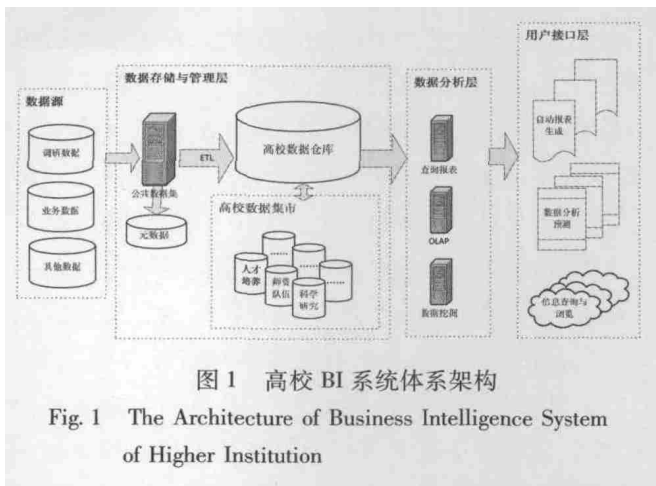 数据源
调研数据
业务数据
其他数据
数据存储与管理层
公共数据集
元数据
ETL
高校数据仓库
高校数据集市
......
......
......
人才
培养
师资
队伍
科学
研究
数据分析层
查询报表
OLAP
数据挖掘
用户接口层
自动报表
生成
数据分析
预测
信息查询与
浏览
图 1 高校 BI 系统体系架构
Fig. 1 The Architecture of Business Intelligence System
of Higher Institution